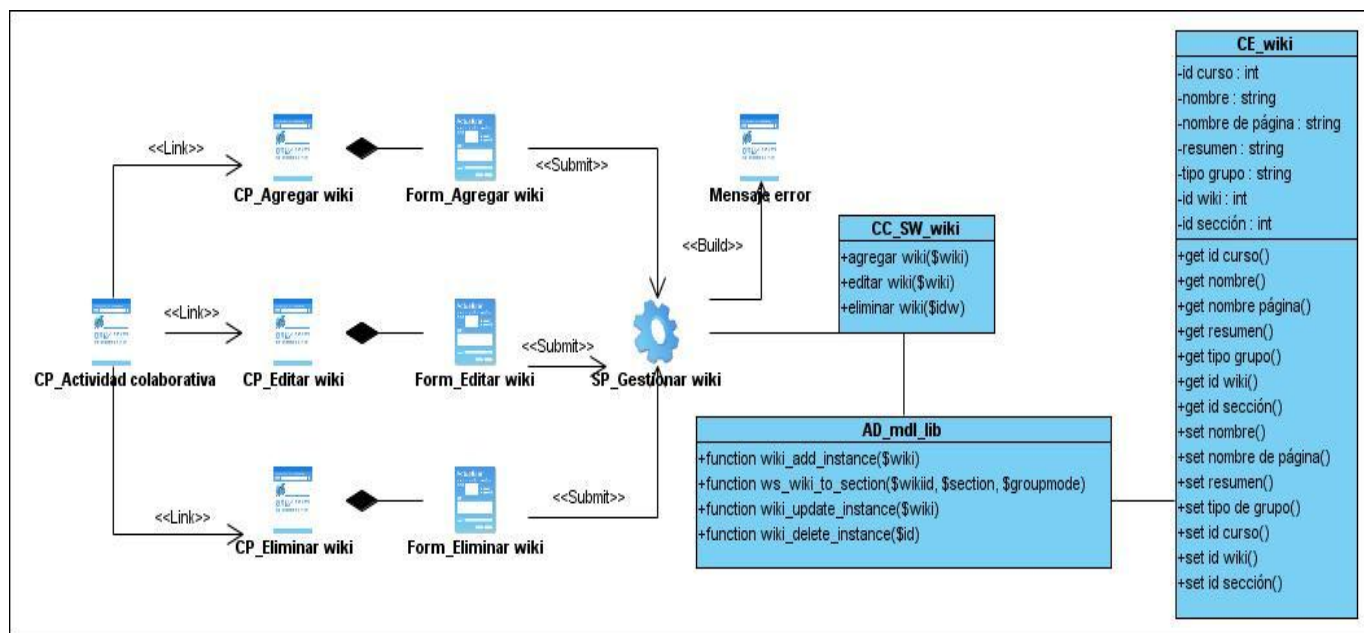 <<Link>>
CP_Agregar wiki
Form_Agregar wiki
<<Submit>>
Mensaje error
<<Build>>
CP_Actividad colaborativa
<<Link>>
CP_Editar wiki
Form_Editar wiki
<<Submit>>
SP_Gestionar wiki
<<Link>>
CP_Eliminar wiki
Form_Eliminar wiki
<<Submit>>
CC_SW_wiki
+agregar wiki($wiki)
+editar wiki($wiki)
+eliminar wiki($idw)
AD_mdl_lib
+function wiki_add_instance($wiki)
+function ws_wiki_to_section($wikiid, $section, $groupmode)
+function wiki_update_instance($wiki)
+function wiki_delete_instance($id)
CE_wiki
-id curso : int
-nombre : string
-nombre de página : string
-resumen : string
-tipo grupo : string
-id wiki : int
-id sección : int
+get id curso()
+get nombre()
+get nombre página()
+get resumen()
+get tipo grupo()
+get id wiki()
+get id sección()
+set nombre()
+set nombre de página()
+set resumen()
+set tipo de grupo()
+set id curso()
+set id wiki()
+set id sección()